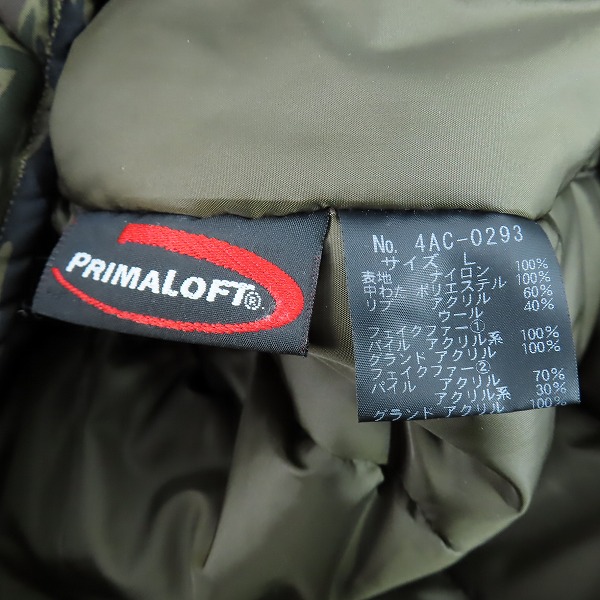 PRIMALOFT®
No. 4AC-0293
サイズ L
表地 ナイロン 100%
中わた ポリエステル 100%
リブ アクリル 60%
ウール 40%
フェイクファー①
パイル アクリル系 100%
グランド アクリル 100%
フェイクファー②
パイル アクリル 70%
アクリル系 30%
グランド アクリル 100%